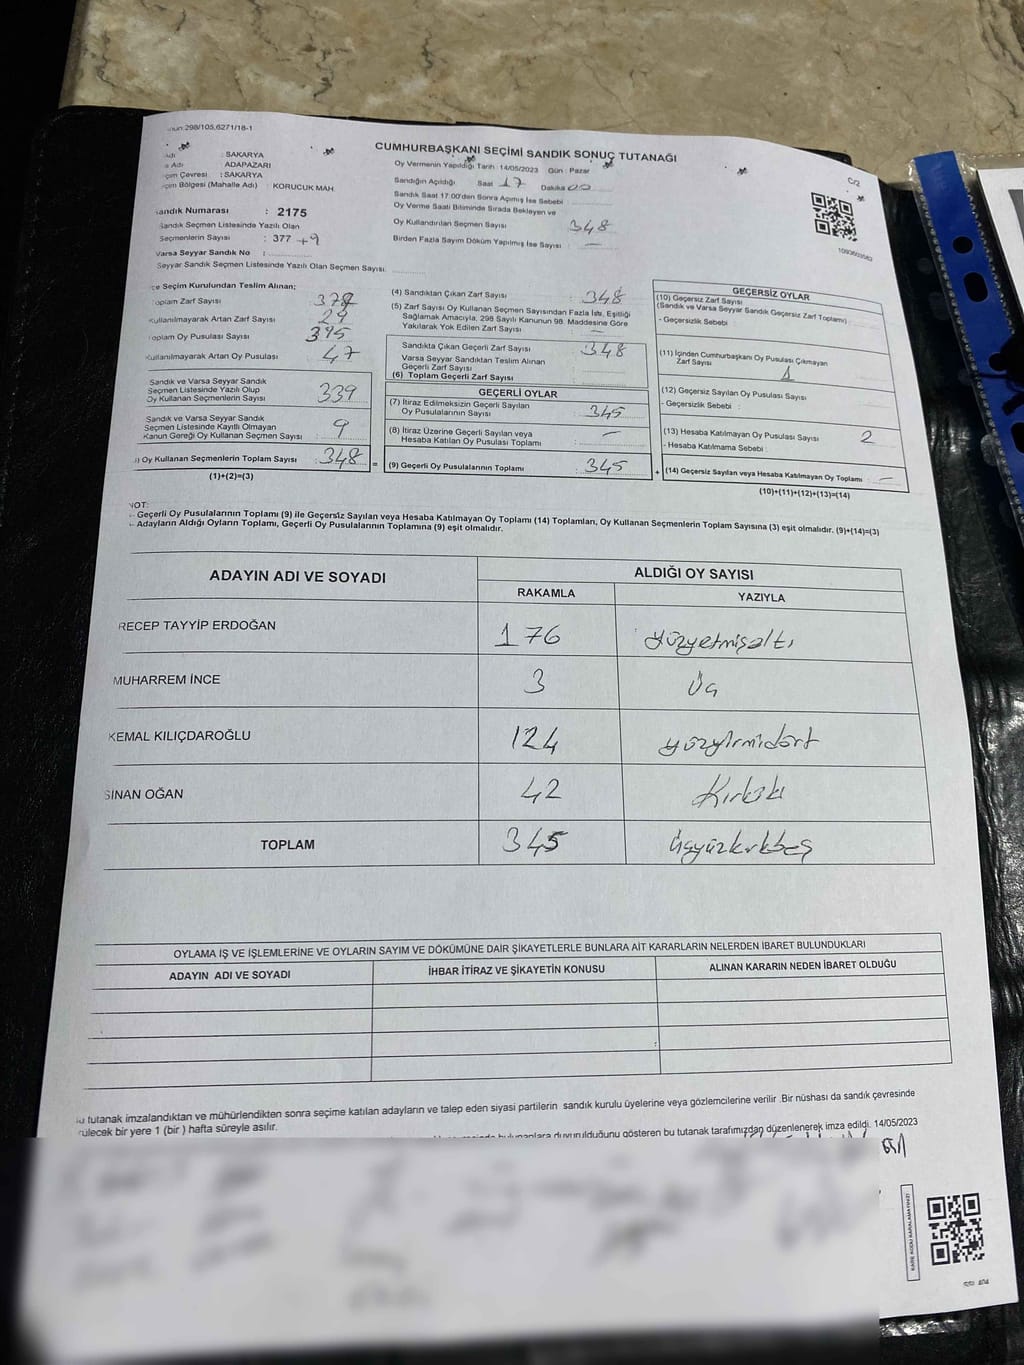 298/105,6271/18-1
CUMHURBAŞKANI SEÇİMİ SANDIK SONUÇ TUTANAĞI
C/2
: SAKARYA
Adı : ADAPAZARI
Çevresi : SAKARYA
Bölgesi (Mahalle Adı) : KORUCUK MAH.
Sandık Numarası : 2175
Sandık Seçmen Listesinde Yazılı Olan
Seçmenlerin Sayısı : 377 +9
Varsa Seyyar Sandık No :
Seyyar Sandık Seçmen Listesinde Yazılı Olan Seçmen Sayısı:
Oy Vermenin Yapıldığı Tarih : 14/05/2023 Gün : Pazar
Sandığın Açıldığı Saat 17 Dakika 00
Sandık Saat 17:00'den Sonra Açılmış İse Sebebi :
Oy Verme Saati Bitiminde Sırada Bekleyen ve
Oy Kullandırılan Seçmen Sayısı : 348
Birden Fazla Sayım Döküm Yapılmış İse Sayısı : —
1093603583
Seçim Kurulundan Teslim Alınan;
Toplam Zarf Sayısı
Kullanılmayarak Artan Zarf Sayısı : 29
Toplam Oy Pusulası Sayısı : 395
Kullanılmayarak Artan Oy Pusulası : 47
Sandık ve Varsa Seyyar Sandık
Seçmen Listesinde Yazılı Olup
Oy Kullanan Seçmenlerin Sayısı : 339
Sandık ve Varsa Seyyar Sandık
Seçmen Listesinde Kayıtlı Olmayan
Kanun Gereği Oy Kullanan Seçmen Sayısı : 9
Oy Kullanan Seçmenlerin Toplam Sayısı : 348 =
(1)+(2)=(3)
(4) Sandıktan Çıkan Zarf Sayısı : 348
(5) Zarf Sayısı Oy Kullanan Seçmen Sayısından Fazla İse, Eşitliği
Sağlamak Amacıyla, 298 Sayılı Kanunun 98. Maddesine Göre
Yakılarak Yok Edilen Zarf Sayısı : —
Sandıkta Çıkan Geçerli Zarf Sayısı : 348
Varsa Seyyar Sandıktan Teslim Alınan
Geçerli Zarf Sayısı :
(6) Toplam Geçerli Zarf Sayısı :
GEÇERLİ OYLAR
(7) İtiraz Edilmeksizin Geçerli Sayılan
Oy Pusulalarının Sayısı : 345
(8) İtiraz Üzerine Geçerli Sayılan veya
Hesaba Katılan Oy Pusulası Toplamı : —
(9) Geçerli Oy Pusulalarının Toplamı : 345 +
GEÇERSİZ OYLAR
(10) Geçersiz Zarf Sayısı
(Sandık ve Varsa Seyyar Sandık Geçersiz Zarf Toplamı) :
- Geçersizlik Sebebi :
(11) İçinden Cumhurbaşkanı Oy Pusulası Çıkmayan
Zarf Sayısı : 1
(12) Geçersiz Sayılan Oy Pusulası Sayısı :
- Geçersizlik Sebebi :
(13) Hesaba Katılmayan Oy Pusulası Sayısı : 2
- Hesaba Katılmama Sebebi :
(14) Geçersiz Sayılan veya Hesaba Katılmayan Oy Toplamı : —
(10)+(11)+(12)+(13)=(14)
NOT:
- Geçerli Oy Pusulalarının Toplamı (9) ile Geçersiz Sayılan veya Hesaba Katılmayan Oy Toplamı (14) Toplamları, Oy Kullanan Seçmenlerin Toplam Sayısına (3) eşit olmalıdır. (9)+(14)=(3)
- Adayların Aldığı Oyların Toplamı, Geçerli Oy Pusulalarının Toplamına (9) eşit olmalıdır.
ADAYIN ADI VE SOYADI ALDIĞI OY SAYISI
RAKAMLA YAZIYLA
RECEP TAYYİP ERDOĞAN 176 yüzyetmişaltı
MUHARREM İNCE 3 Üç
KEMAL KILIÇDAROĞLU 124 yüzyirmidört
SİNAN OĞAN 42 Kırkiki
TOPLAM 345 üçyüzkırkbeş
OYLAMA İŞ VE İŞLEMLERİNE VE OYLARIN SAYIM VE DÖKÜMÜNE DAİR ŞİKAYETLERLE BUNLARA AİT KARARLARIN NELERDEN İBARET BULUNDUKLARI
ADAYIN ADI VE SOYADI İHBAR İTİRAZ VE ŞİKAYETİN KONUSU ALINAN KARARIN NEDEN İBARET OLDUĞU
tutanak imzalandıktan ve mühürlendikten sonra seçime katılan adayların ve talep eden siyasi partilerin sandık kurulu üyelerine veya gözlemcilerine verilir .Bir nüshası da sandık çevresinde
bir yere 1 (bir ) hafta süreyle asılır.
bulunanlara duyurulduğunu gösteren bu tutanak tarafımızdan düzenlenerek imza edildi. 14/05/2023
KARE KODU KARALAMAYINIZ!